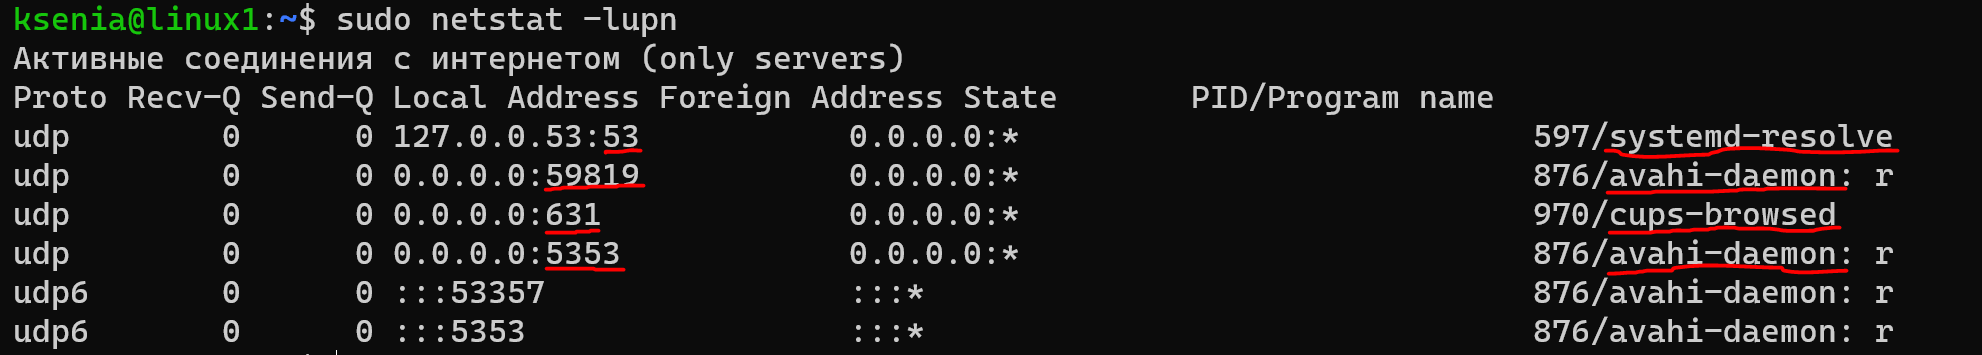 ksenia@linux1:~$ sudo netstat -lupn
Активные соединения с интернетом (only servers)
Proto Recv-Q Send-Q Local Address Foreign Address State       PID/Program name
udp        0      0 127.0.0.53:53           0.0.0.0:*                           597/systemd-resolve
udp        0      0 0.0.0.0:59819           0.0.0.0:*                           876/avahi-daemon: r
udp        0      0 0.0.0.0:631             0.0.0.0:*                           970/cups-browsed
udp        0      0 0.0.0.0:5353            0.0.0.0:*                           876/avahi-daemon: r
udp6       0      0 :::53357                :::*                                876/avahi-daemon: r
udp6       0      0 :::5353                 :::*                                876/avahi-daemon: r